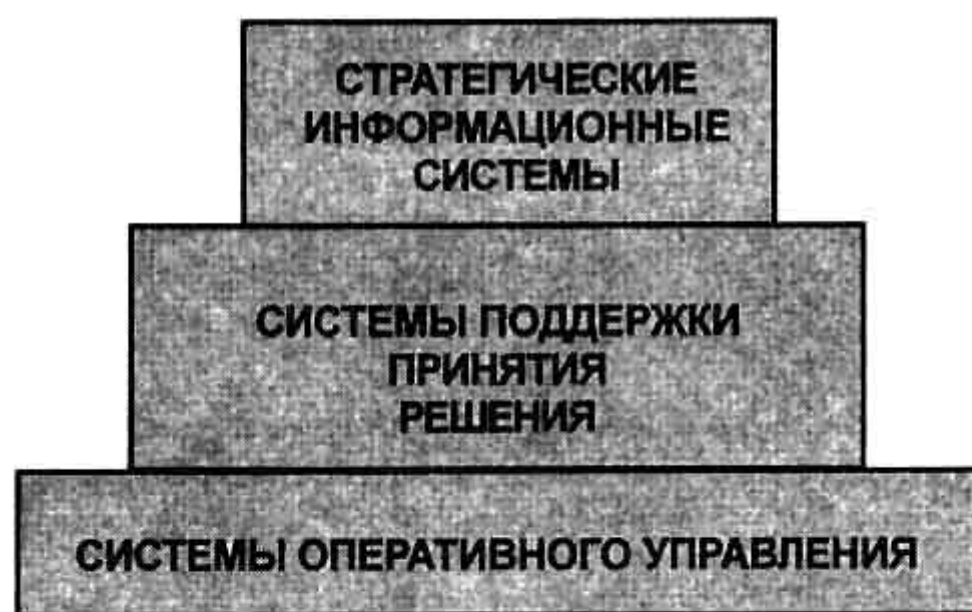 СТРАТЕГИЧЕСКИЕ
ИНФОРМАЦИОННЫЕ
СИСТЕМЫ
СИСТЕМЫ ПОДДЕРЖКИ
ПРИНЯТИЯ
РЕШЕНИЯ
СИСТЕМЫ ОПЕРАТИВНОГО УПРАВЛЕНИЯ